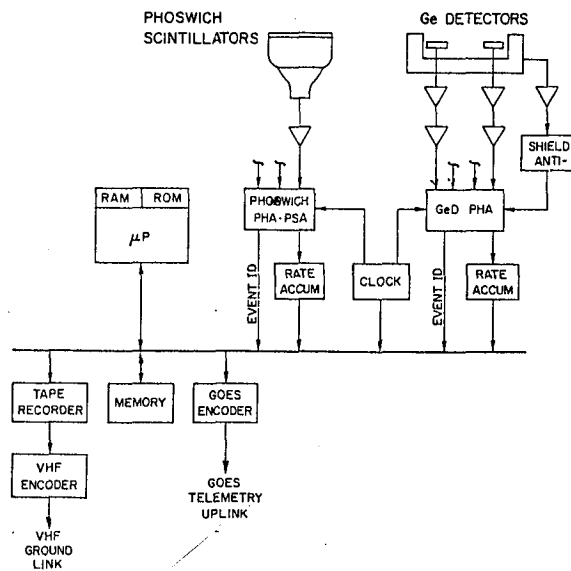 PHOSWICH
SCINTILLATORS
Ge DETECTORS
SHIELD
ANTI-
RAM
ROM
μP
PHOSWICH
PHA-PSA
GeD PHA
EVENT ID
RATE
ACCUM
CLOCK
EVENT ID
RATE
ACCUM
TAPE
RECORDER
MEMORY
GOES
ENCODER
VHF
ENCODER
GOES
TELEMETRY
UPLINK
VHF
GROUND
LINK